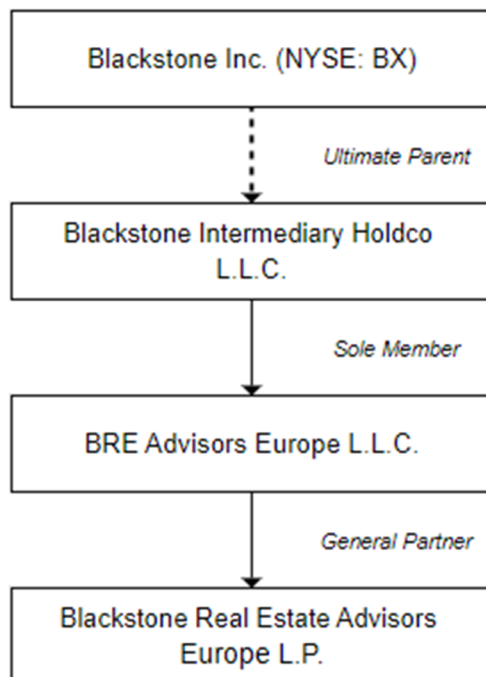 Blackstone Inc. (NYSE: BX)
Ultimate Parent
Blackstone Intermediary Holdco
L.L.C.
Sole Member
BRE Advisors Europe L.L.C.
General Partner
Blackstone Real Estate Advisors
Europe L.P.